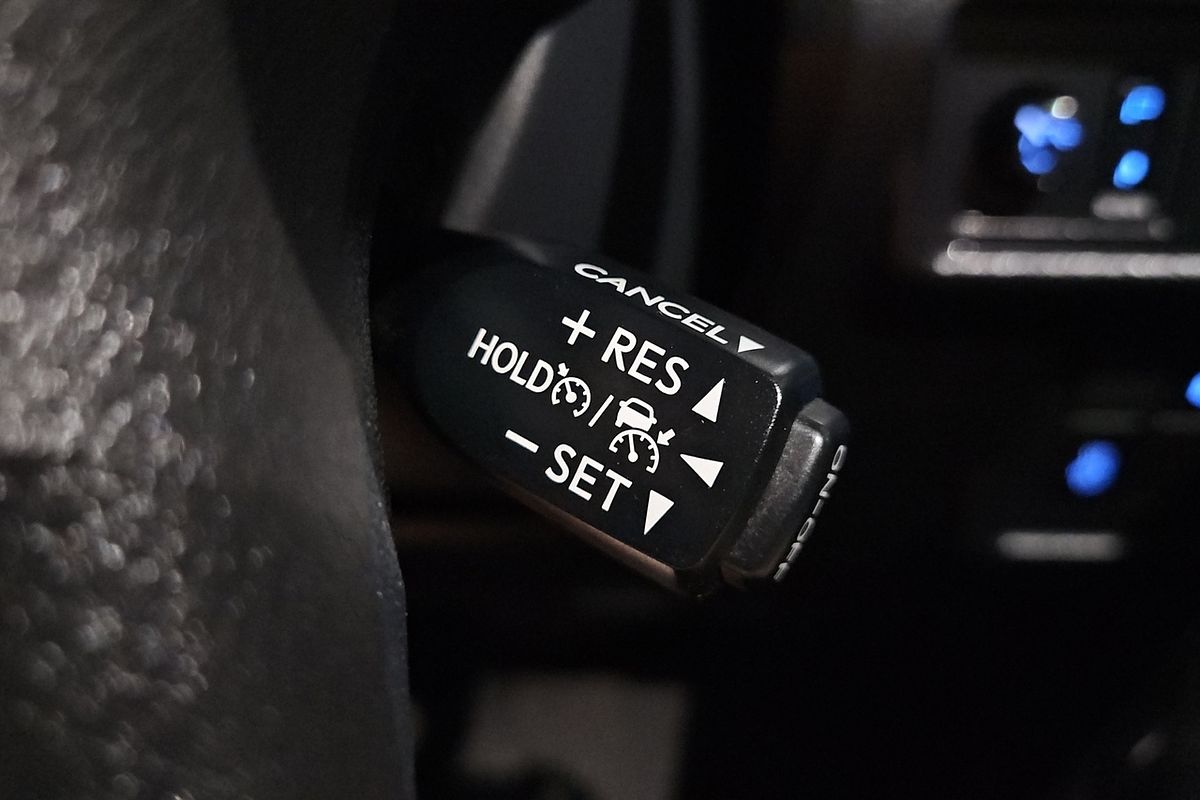 CANCEL
+ RES
HOLD /
− SET
ON-OFF